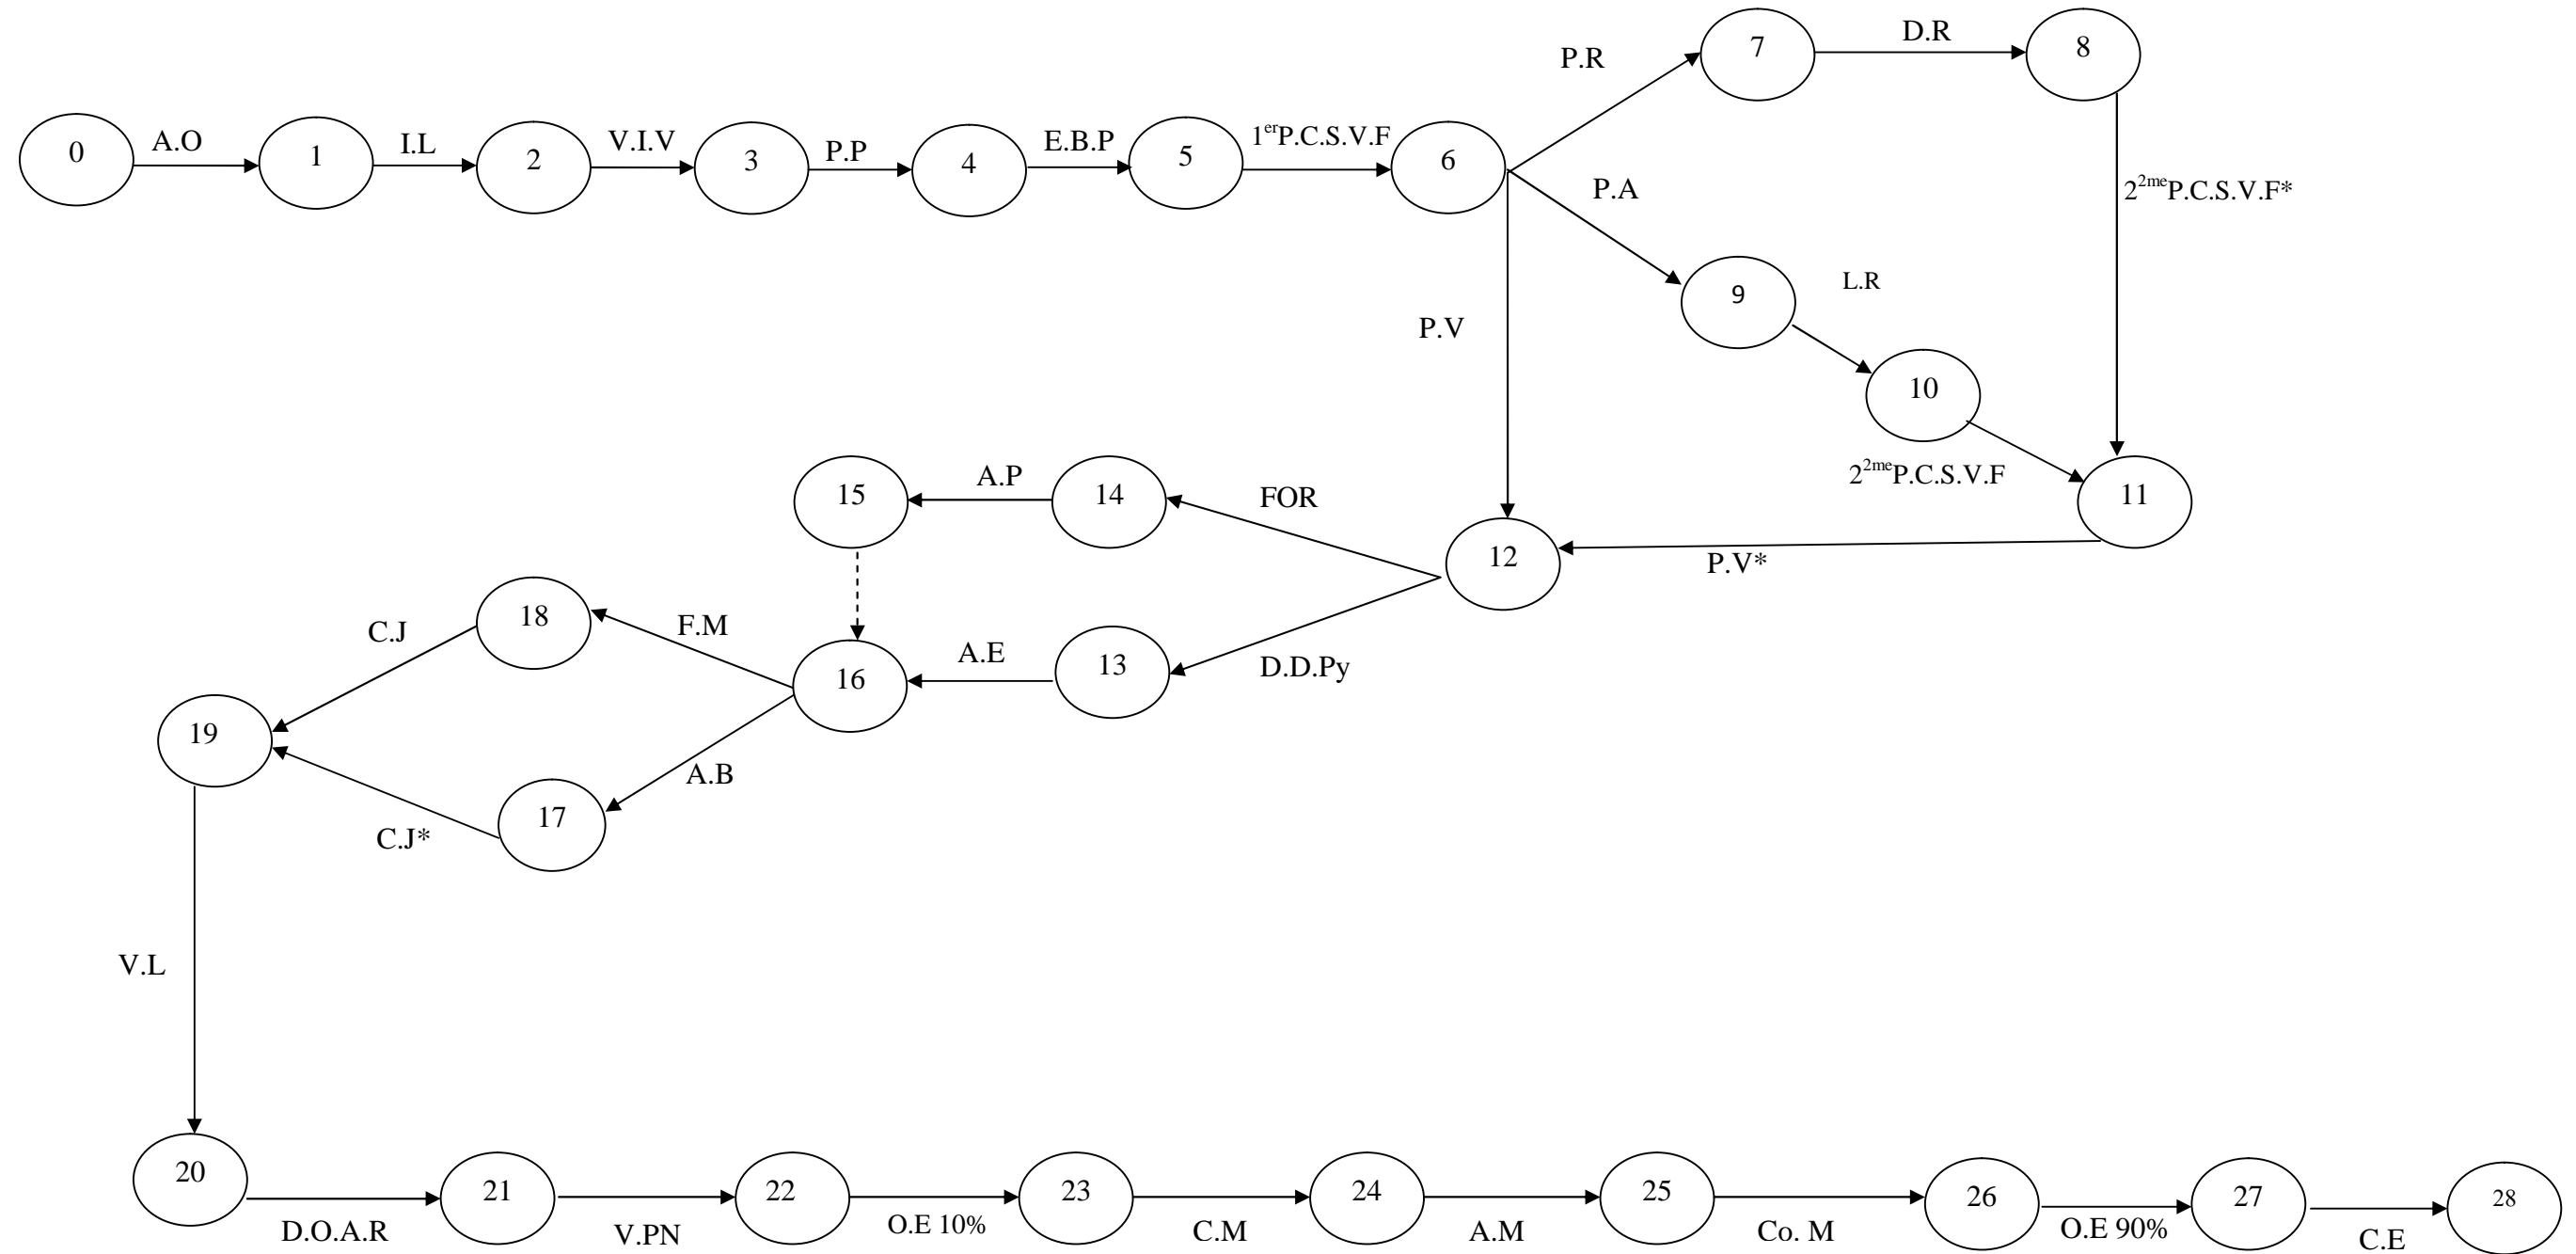 P.R
7
D.R
8
0
A.O
1
I.L
2
V.I.V
3
P.P
4
E.B.P
5
1erP.C.S.V.F
6
P.A
22meP.C.S.V.F*
9
L.R
P.V
10
22meP.C.S.V.F
11
15
A.P
14
FOR
12
P.V*
18
C.J
F.M
16
A.E
13
D.D.Py
19
A.B
17
C.J*
V.L
20
D.O.A.R
21
V.PN
22
O.E 10%
23
C.M
24
A.M
25
Co. M
26
O.E 90%
27
C.E
28